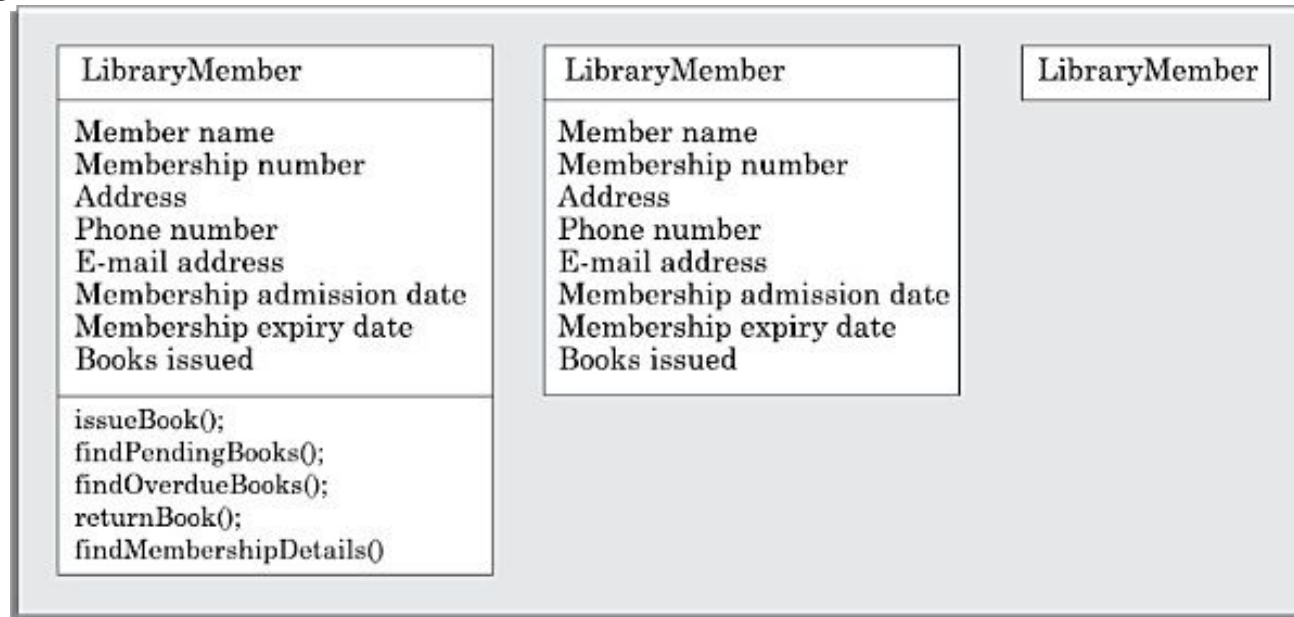 LibraryMember
Member name
Membership number
Address
Phone number
E-mail address
Membership admission date
Membership expiry date
Books issued
issueBook();
findPendingBooks();
findOverdueBooks();
returnBook();
findMembershipDetails()
LibraryMember
Member name
Membership number
Address
Phone number
E-mail address
Membership admission date
Membership expiry date
Books issued
LibraryMember